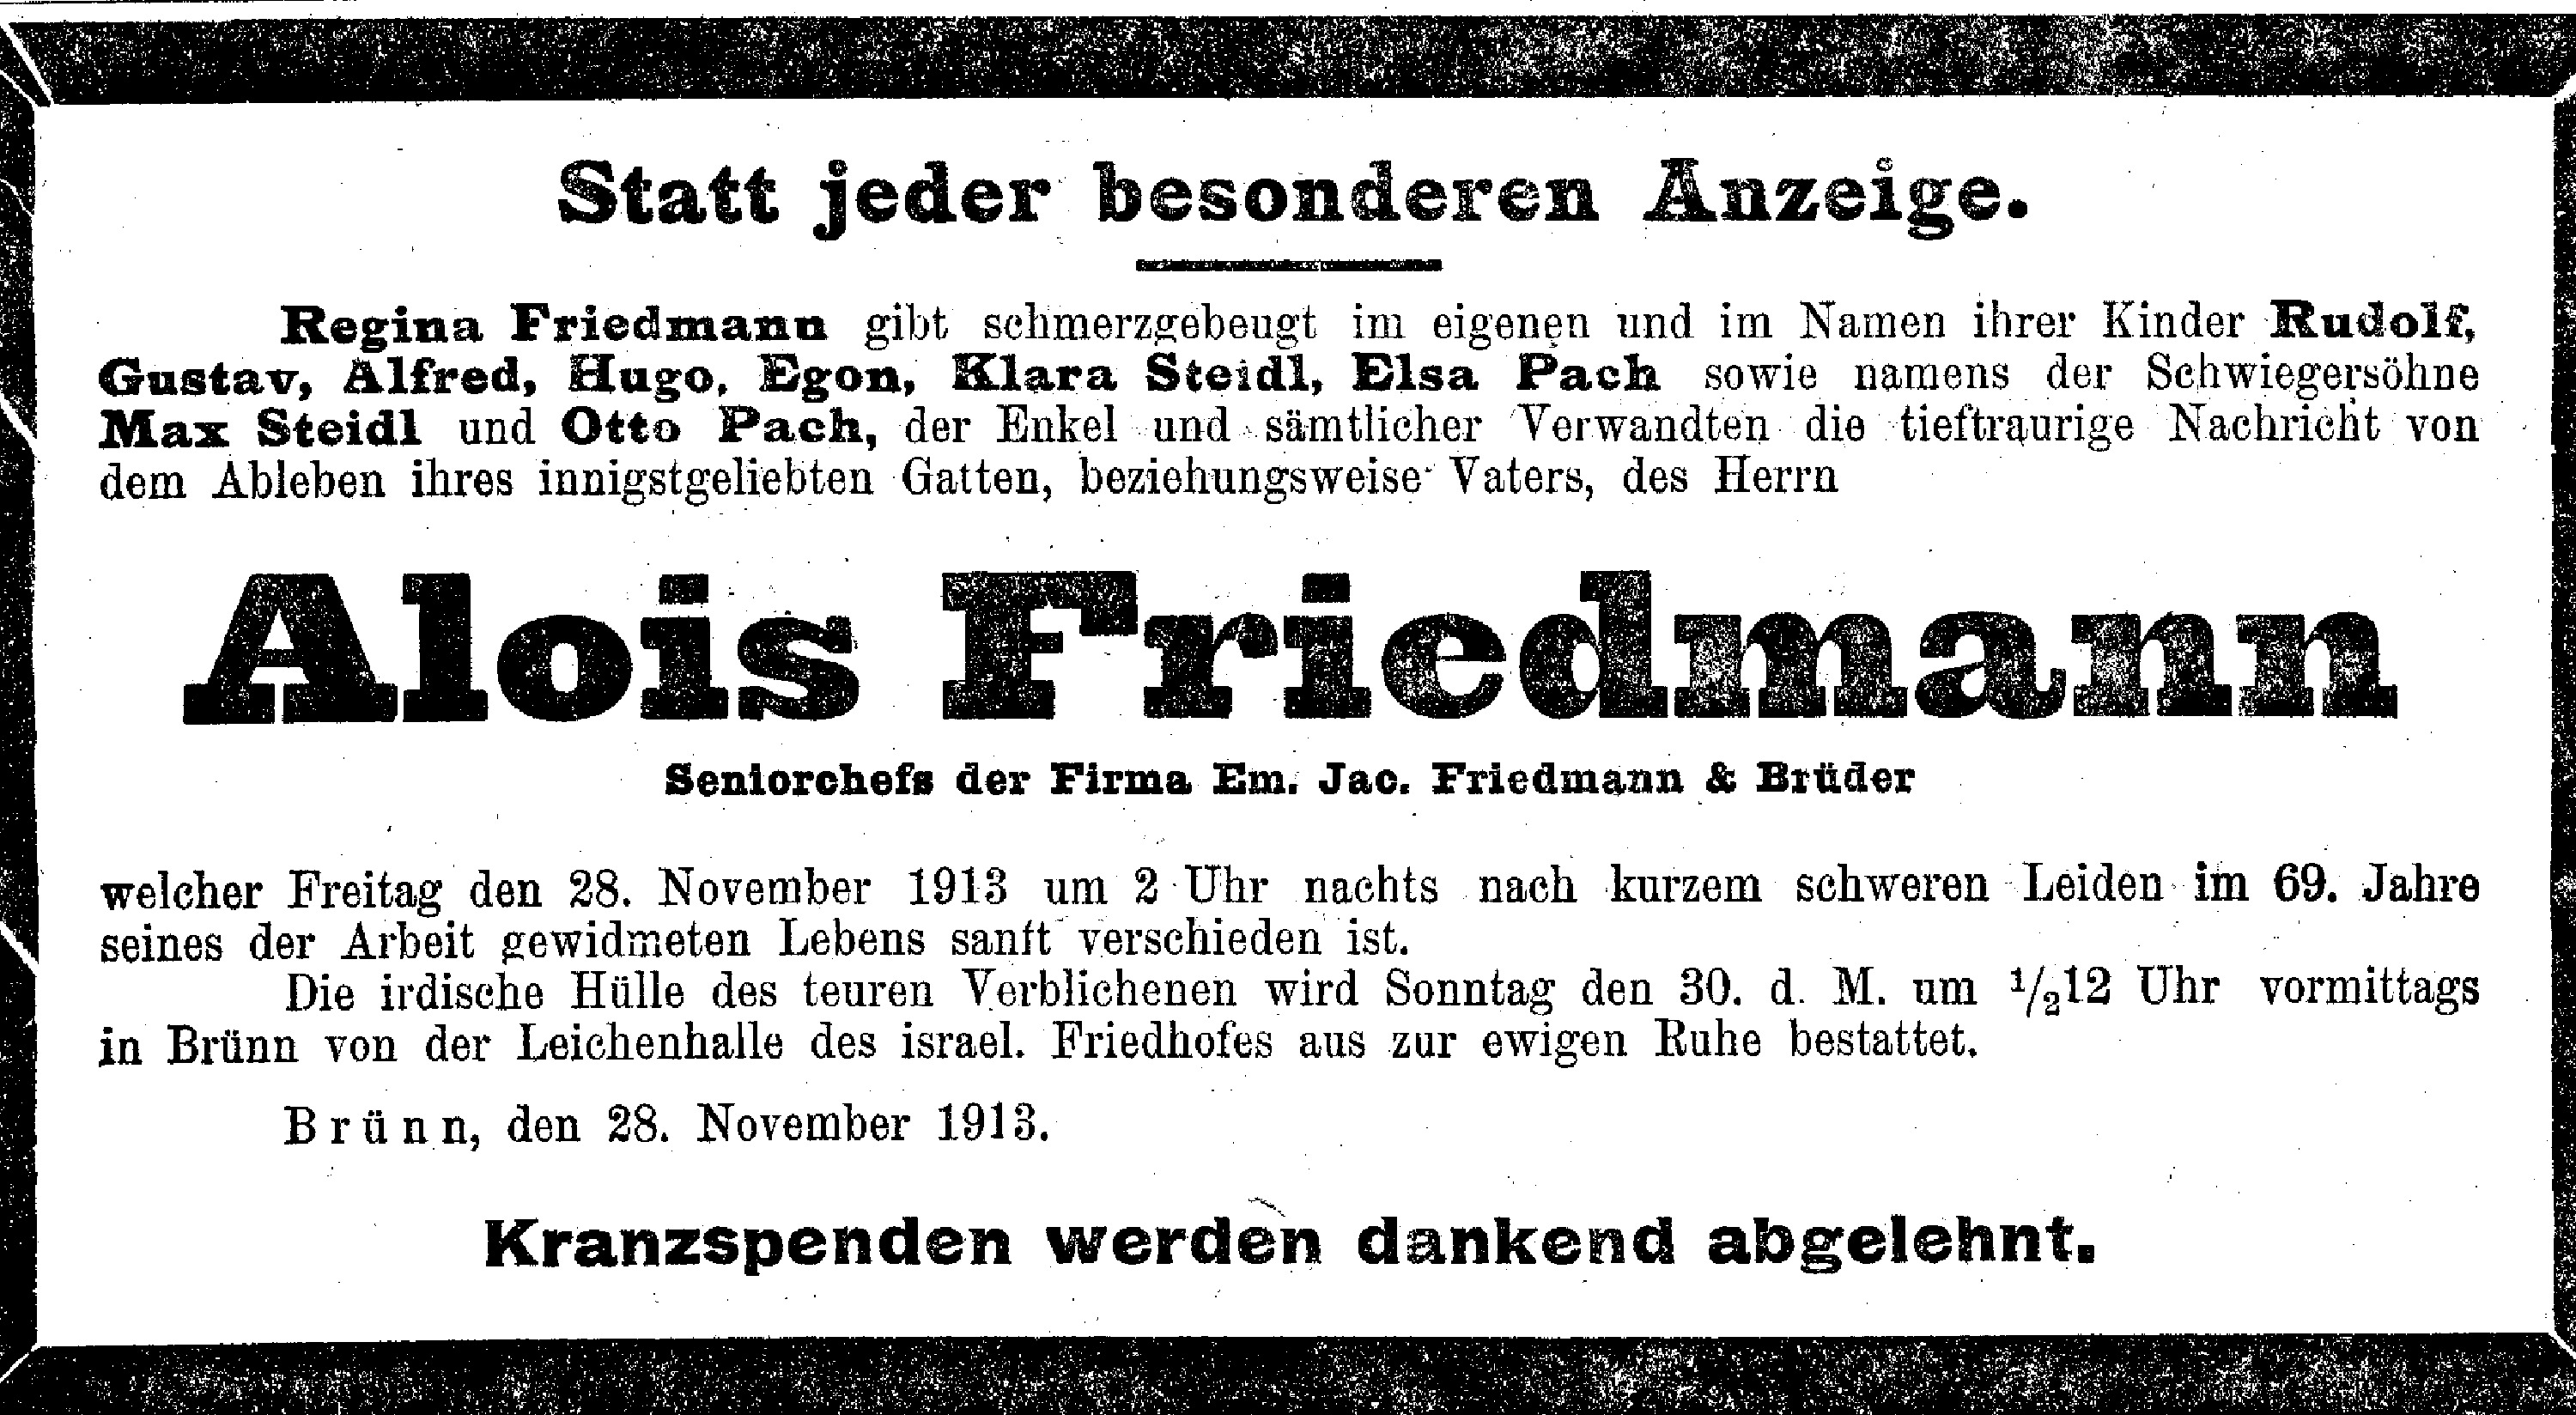 Statt jeder besonderen Anzeige.
Regina Friedmann gibt schmerzgebeugt im eigenen und im Namen ihrer Kinder Rudolf,
Gustav, Alfred, Hugo, Egon, Klara Steidl, Elsa Pach sowie namens der Schwiegersöhne
Max Steidl und Otto Pach, der Enkel und sämtlicher Verwandten die tieftraurige Nachricht von
dem Ableben ihres innigstgeliebten Gatten, beziehungsweise Vaters, des Herrn
Alois Friedmann
Seniorchefs der Firma Em. Jac. Friedmann & Brüder
welcher Freitag den 28. November 1913 um 2 Uhr nachts nach kurzem schweren Leiden im 69. Jahre
seines der Arbeit gewidmeten Lebens sanft verschieden ist.
Die irdische Hülle des teuren Verblichenen wird Sonntag den 30. d. M. um ½12 Uhr vormittags
in Brünn von der Leichenhalle des israel. Friedhofes aus zur ewigen Ruhe bestattet.
Brünn, den 28. November 1913.
Kranzspenden werden dankend abgelehnt.